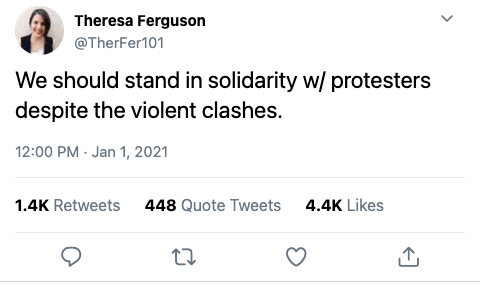 Theresa Ferguson
@TherFer101
We should stand in solidarity w/ protesters
despite the violent clashes.
12:00 PM · Jan 1, 2021
1.4K Retweets 448 Quote Tweets 4.4K Likes